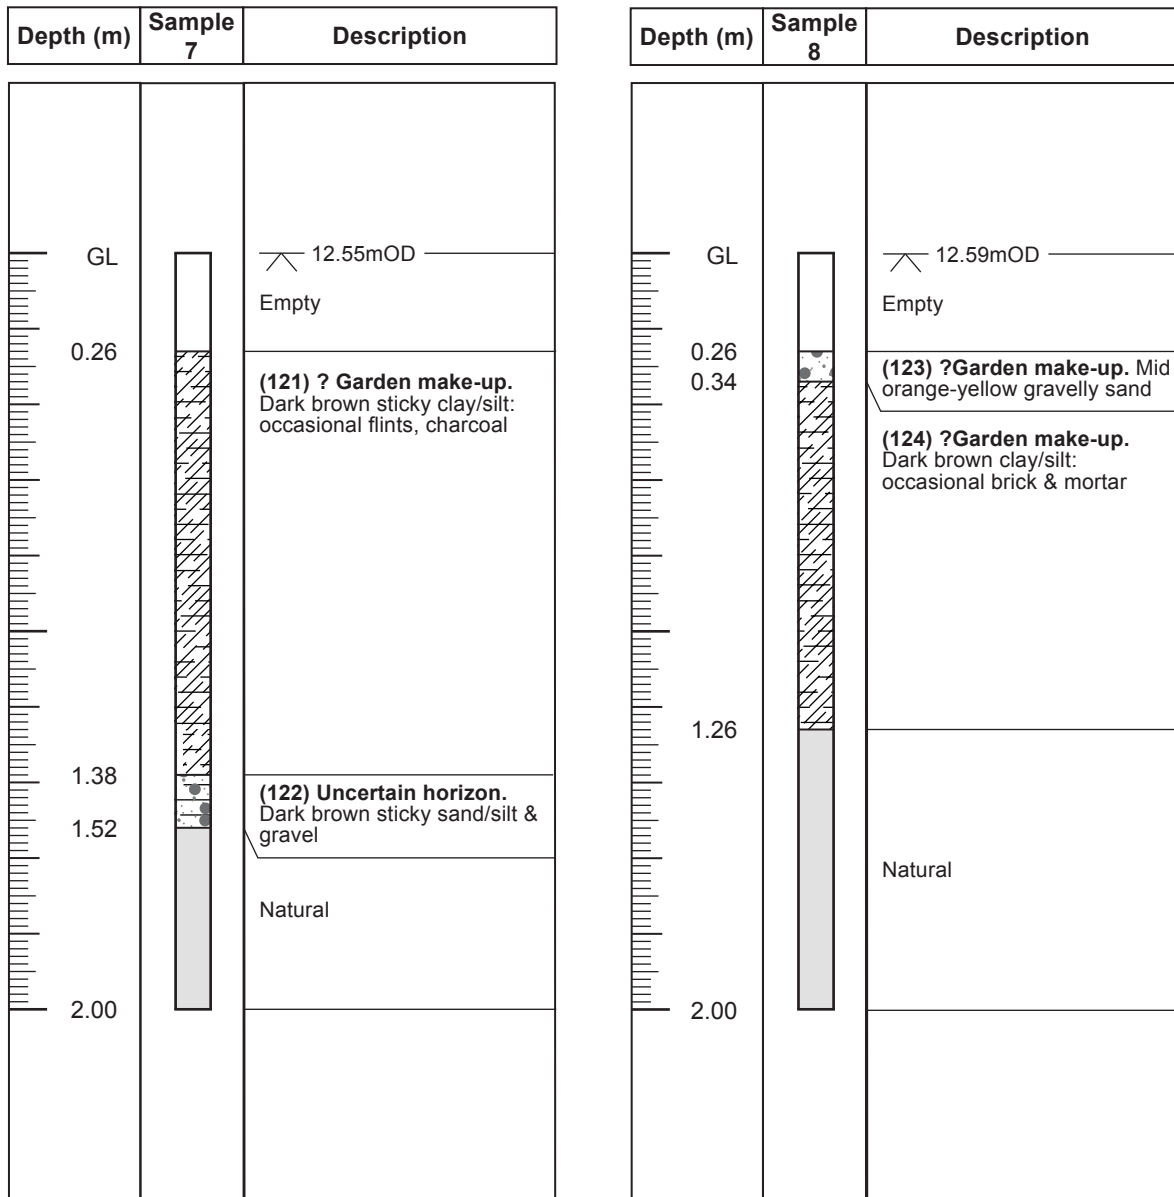 Depth (m)
Sample
7
Description
GL
12.55mOD
Empty
0.26
(121) ? Garden make-up.
Dark brown sticky clay/silt:
occasional flints, charcoal
1.38
(122) Uncertain horizon.
Dark brown sticky sand/silt &
gravel
1.52
Natural
2.00
Depth (m)
Sample
8
Description
GL
12.59mOD
Empty
0.26
(123) ?Garden make-up. Mid
orange-yellow gravelly sand
0.34
(124) ?Garden make-up.
Dark brown clay/silt:
occasional brick & mortar
1.26
Natural
2.00